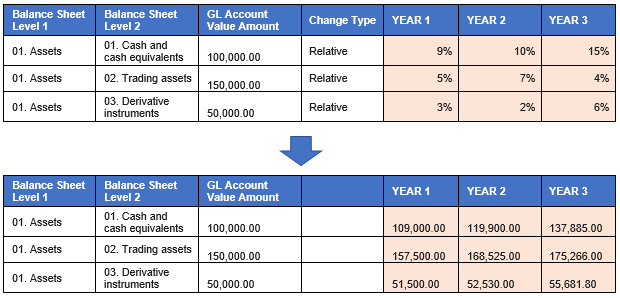 Balance Sheet Level 1 Balance Sheet Level 2 GL Account Value Amount Change Type YEAR 1 YEAR 2 YEAR 3
01. Assets 01. Cash and cash equivalents 100,000.00 Relative 9% 10% 15%
01. Assets 02. Trading assets 150,000.00 Relative 5% 7% 4%
01. Assets 03. Derivative instruments 50,000.00 Relative 3% 2% 6%
Balance Sheet Level 1 Balance Sheet Level 2 GL Account Value Amount YEAR 1 YEAR 2 YEAR 3
01. Assets 01. Cash and cash equivalents 100,000.00 109,000.00 119,900.00 137,885.00
01. Assets 02. Trading assets 150,000.00 157,500.00 168,525.00 175,266.00
01. Assets 03. Derivative instruments 50,000.00 51,500.00 52,530.00 55,681.80